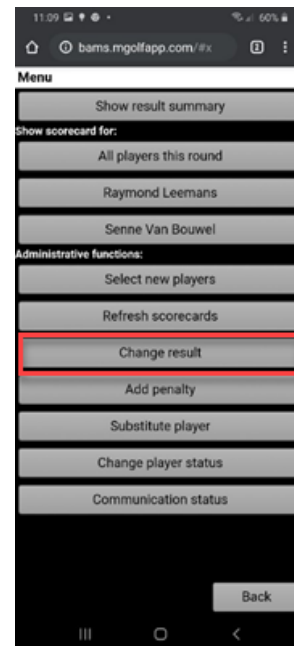 11:09
60%
bams.mgolfapp.com/#x
2
Menu
Show result summary
Show scorecard for:
All players this round
Raymond Leemans
Senne Van Bouwel
Administrative functions:
Select new players
Refresh scorecards
Change result
Add penalty
Substitute player
Change player status
Communication status
Back